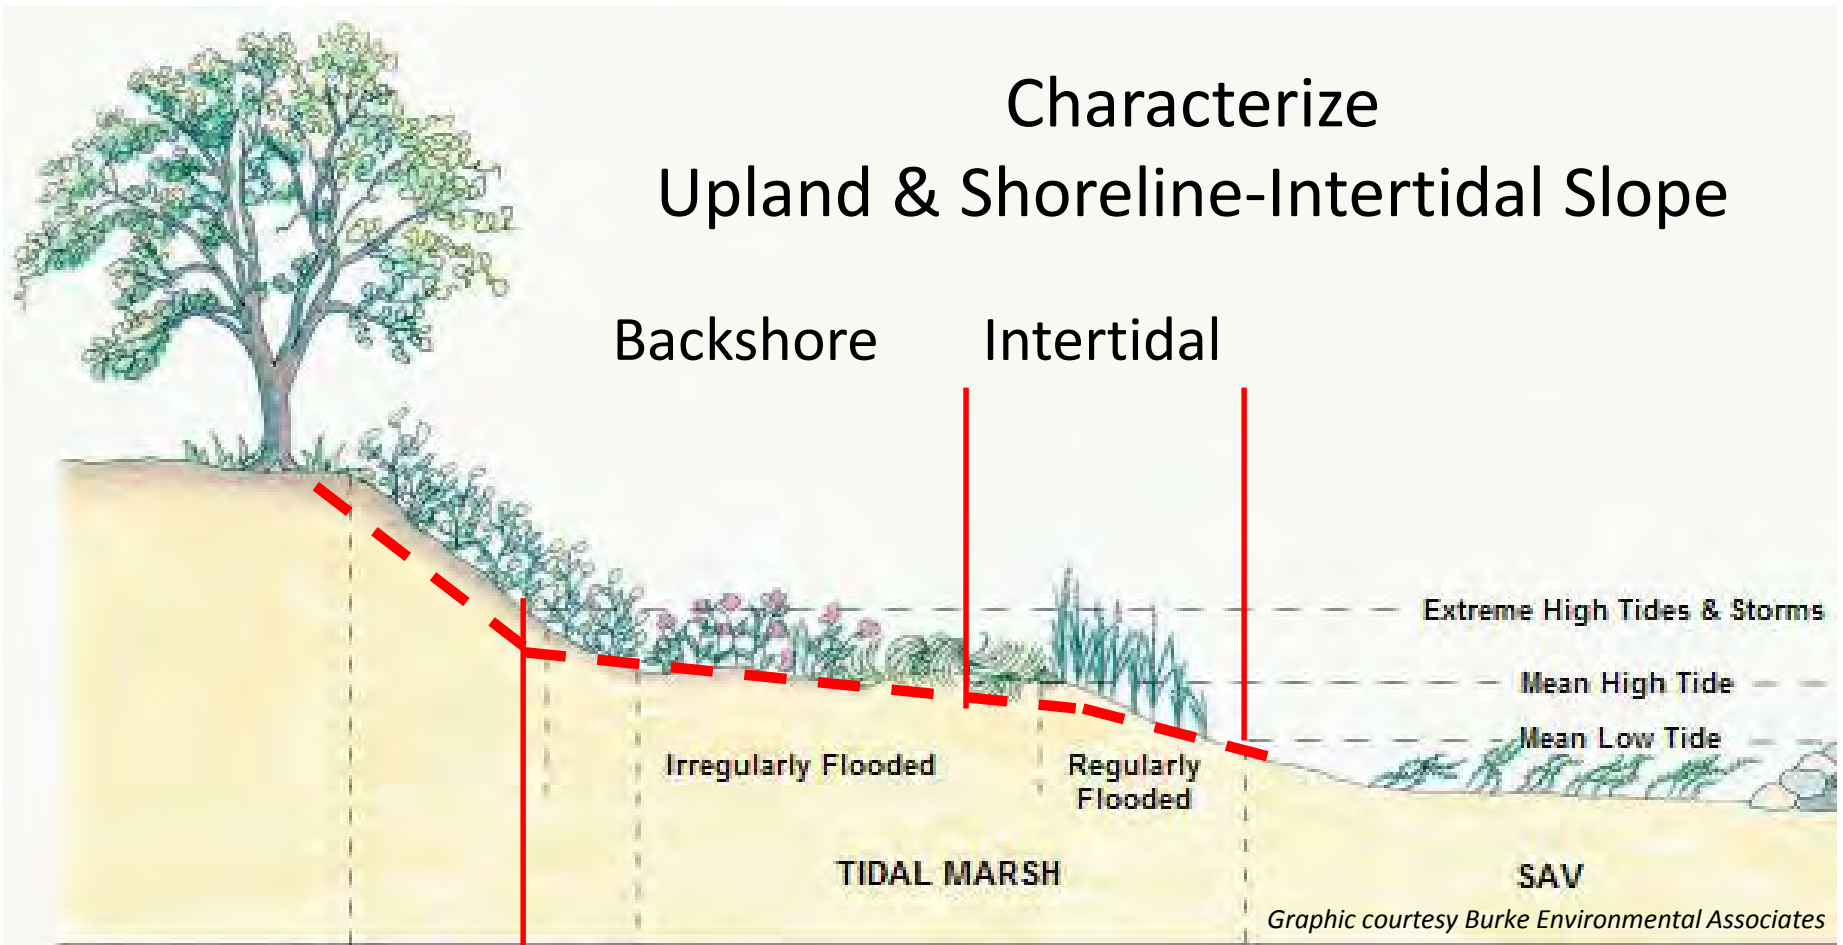 Characterize
Upland & Shoreline-Intertidal Slope
Backshore
Intertidal
Extreme High Tides & Storms
Mean High Tide
Mean Low Tide
Irregularly Flooded
Regularly
Flooded
TIDAL MARSH
SAV
Graphic courtesy Burke Environmental Associates